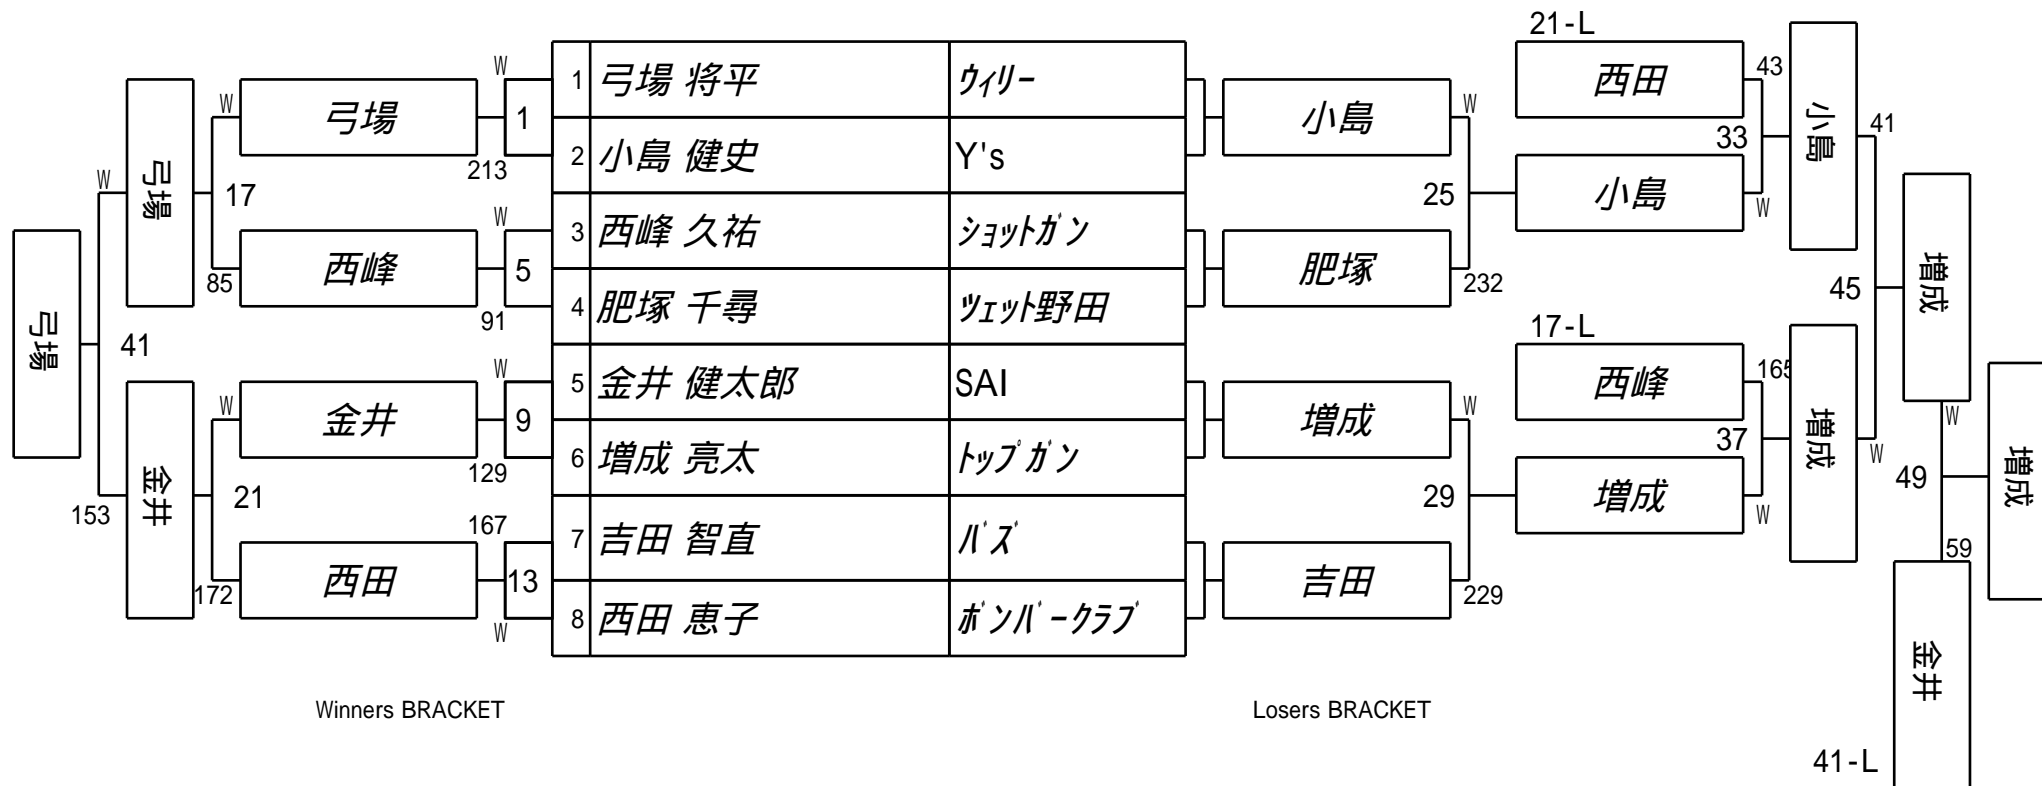 21-L
W
1
弓場 将平
ウィリー
西田
43
W
弓場
1
小島
W
小島
41
213
2
小島 健史
Y's
33
W
弓場
17
25
小島
W
W
3
西峰 久祐
ショットガン
85
西峰
5
肥塚
232
増成
91
4
肥塚 千尋
ツェット野田
45
弓場
41
17-L
W
5
金井 健太郎
SAI
西峰
165
W
金井
9
増成
W
増成
W
129
6
増成 亮太
トップガン
37
W
金井
21
29
増成
W
49
増成
153
167
7
吉田 智直
バズ
59
172
西田
13
吉田
229
W
8
西田 恵子
ボンバークラブ
金井
Winners BRACKET
Losers BRACKET
41-L